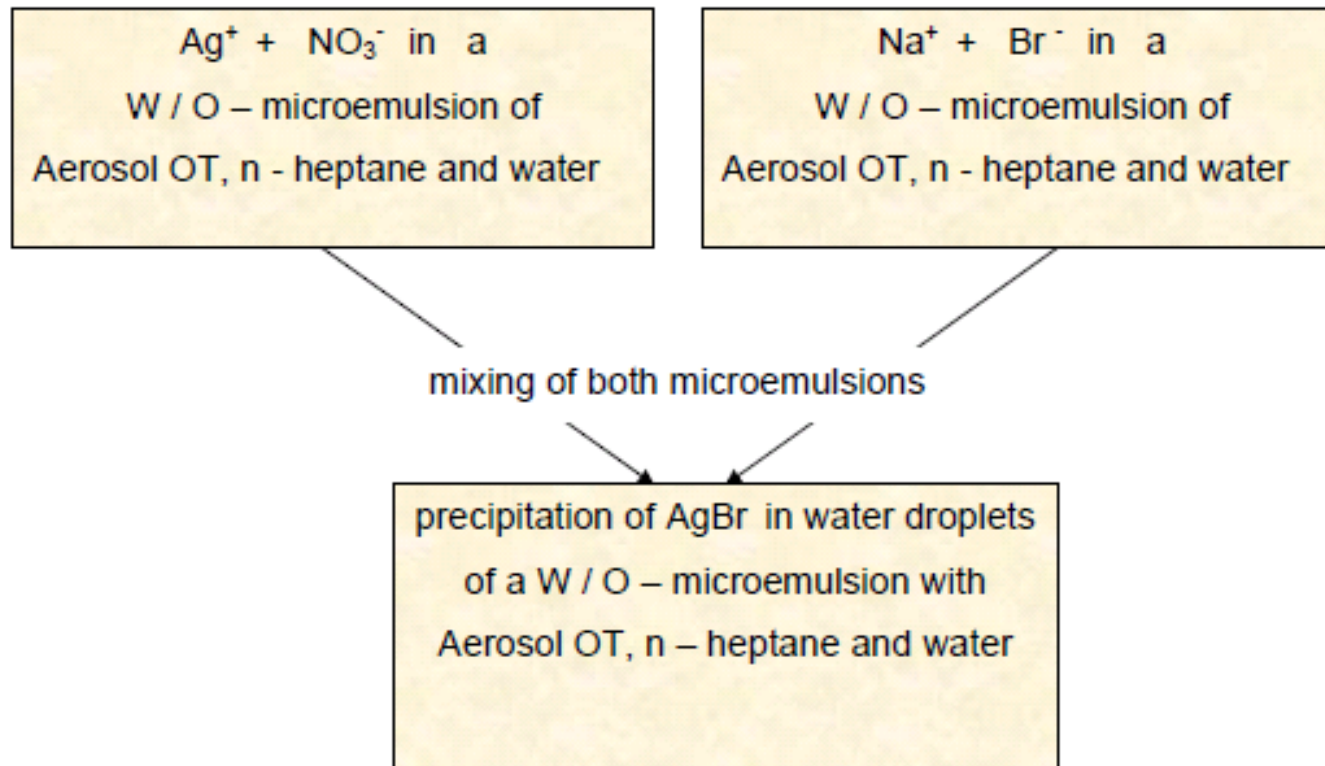 Ag⁺ + NO₃⁻ in a
W / O – microemulsion of
Aerosol OT, n - heptane and water
Na⁺ + Br⁻ in a
W / O – microemulsion of
Aerosol OT, n - heptane and water
mixing of both microemulsions
precipitation of AgBr in water droplets
of a W / O – microemulsion with
Aerosol OT, n – heptane and water